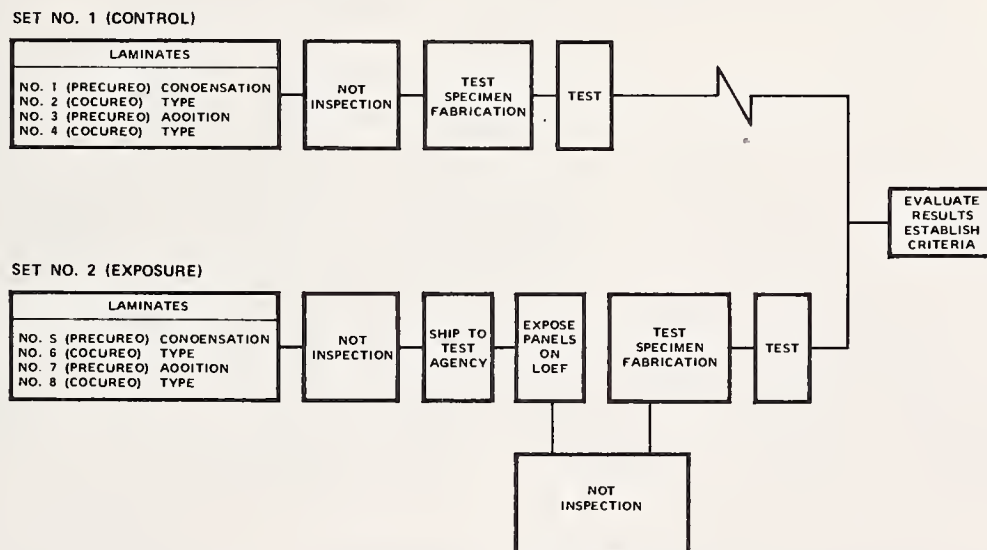 SET NO. 1 (CONTROL)
LAMINATES
NO. 1 (PRECUREO) CONOENSATION
NO. 2 (COCUREO) TYPE
NO. 3 (PRECUREO) AOOITION
NO. 4 (COCUREO) TYPE
NOT
INSPECTION
TEST
SPECIMEN
FABRICATION
TEST
EVALUATE
RESULTS
ESTABLISH
CRITERIA
SET NO. 2 (EXPOSURE)
LAMINATES
NO. S (PRECUREO) CONOENSATION
NO. 6 (COCUREO) TYPE
NO. 7 (PRECUREO) AOOITION
NO. 8 (COCUREO) TYPE
NOT
INSPECTION
SHIP TO
TEST
AGENCY
EXPOSE
PANELS
ON
LOEF
TEST
SPECIMEN
FABRICATION
TEST
NOT
INSPECTION